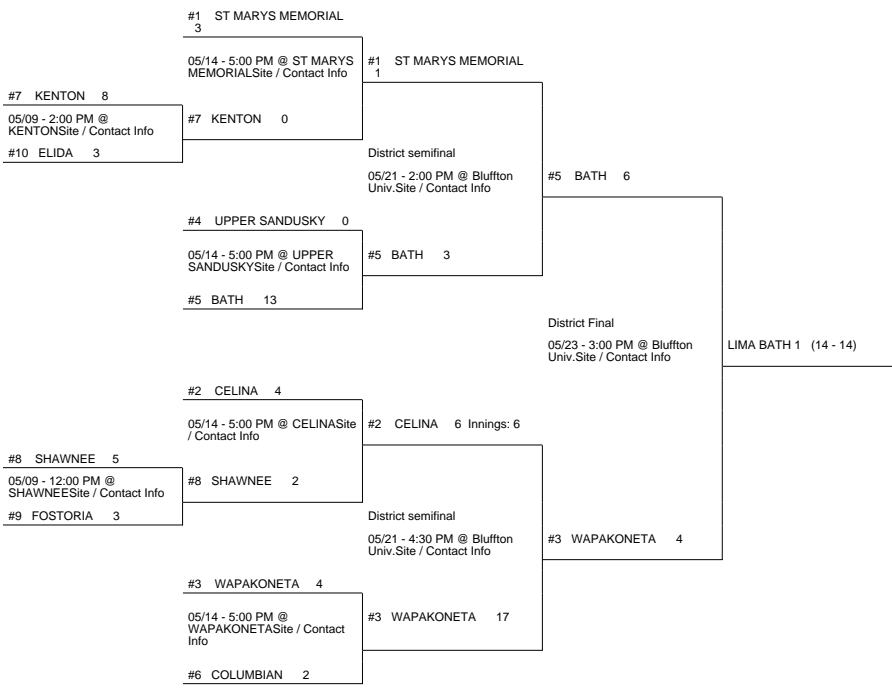 #1 ST MARYS MEMORIAL
3
05/14 - 5:00 PM @ ST MARYS
MEMORIALSite / Contact Info
#1 ST MARYS MEMORIAL
1
#7 KENTON 8
05/09 - 2:00 PM @
KENTONSite / Contact Info
#10 ELIDA 3
#7 KENTON 0
District semifinal
05/21 - 2:00 PM @ Bluffton
Univ.Site / Contact Info
#5 BATH 6
#4 UPPER SANDUSKY 0
05/14 - 5:00 PM @ UPPER
SANDUSKYSite / Contact Info
#5 BATH 3
#5 BATH 13
District Final
05/23 - 3:00 PM @ Bluffton
Univ.Site / Contact Info
LIMA BATH 1 (14 - 14)
#2 CELINA 4
05/14 - 5:00 PM @ CELINASite
/ Contact Info
#2 CELINA 6 Innings: 6
#8 SHAWNEE 5
05/09 - 12:00 PM @
SHAWNEESite / Contact Info
#9 FOSTORIA 3
#8 SHAWNEE 2
District semifinal
05/21 - 4:30 PM @ Bluffton
Univ.Site / Contact Info
#3 WAPAKONETA 4
#3 WAPAKONETA 4
05/14 - 5:00 PM @
WAPAKONETASite / Contact
Info
#3 WAPAKONETA 17
#6 COLUMBIAN 2